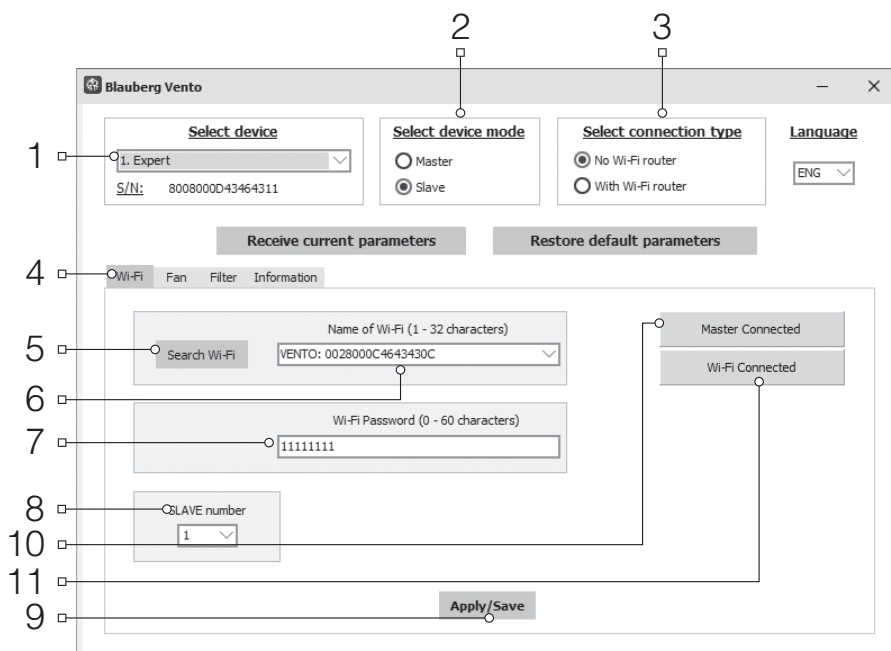 2 3
Blauberg Vento
Select device Select device mode Select connection type Language
1 1. Expert Master No Wi-Fi router ENG
S/N: 8008000D43464311 Slave With Wi-Fi router
Receive current parameters Restore default parameters
4 Wi-Fi Fan Filter Information
Name of Wi-Fi (1 - 32 characters) Master Connected
5 Search Wi-Fi VENTO: 0028000C4643430C
Wi-Fi Connected
6
Wi-Fi Password (0 - 60 characters)
7 11111111
8 SLAVE number
1
10
11
9 Apply/Save